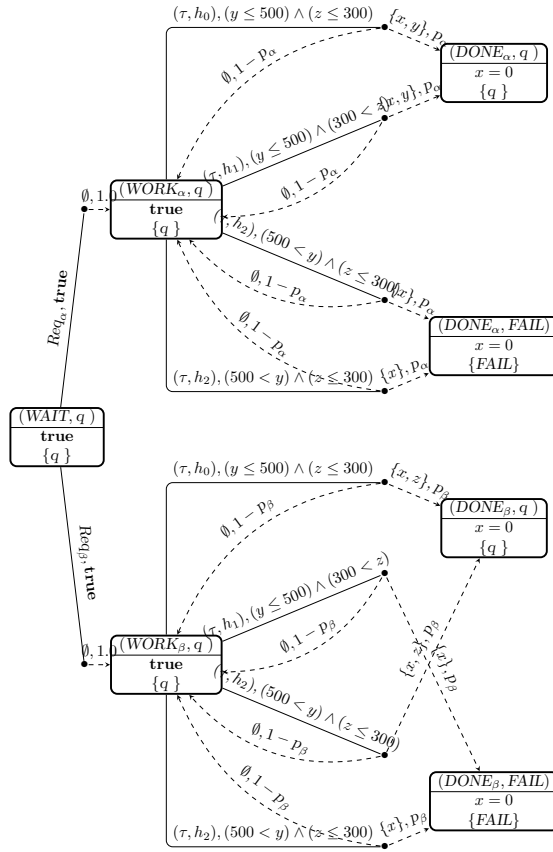 (τ, h₀), (y ≤ 500) ∧ (z ≤ 300)
{x, y}, p_α
(DONE_α, q )
x = 0
{q }
∅, 1 − p_α
(τ, h₁), (y ≤ 500) ∧ (300 < z)
{x, y}, p_α
∅, 1 − p_α
∅, 1.0
(WORK_α, q )
true
{q }
(τ, h₂), (500 < y) ∧ (z ≤ 300)
{x}, p_α
∅, 1 − p_α
(DONE_α, FAIL)
x = 0
{FAIL}
∅, 1 − p_α
(τ, h₂), (500 < y) ∧ (z ≤ 300)
{x}, p_α
Req_α, true
(WAIT, q )
true
{q }
Req_β, true
(τ, h₀), (y ≤ 500) ∧ (z ≤ 300)
{x, z}, p_β
(DONE_β, q )
x = 0
{q }
∅, 1 − p_β
(τ, h₁), (y ≤ 500) ∧ (300 < z)
∅, 1 − p_β
{x, z}, p_β
{x}, p_β
∅, 1.0
(WORK_β, q )
true
{q }
(τ, h₂), (500 < y) ∧ (z ≤ 300)
∅, 1 − p_β
(DONE_β, FAIL)
x = 0
{FAIL}
∅, 1 − p_β
(τ, h₂), (500 < y) ∧ (z ≤ 300)
{x}, p_β